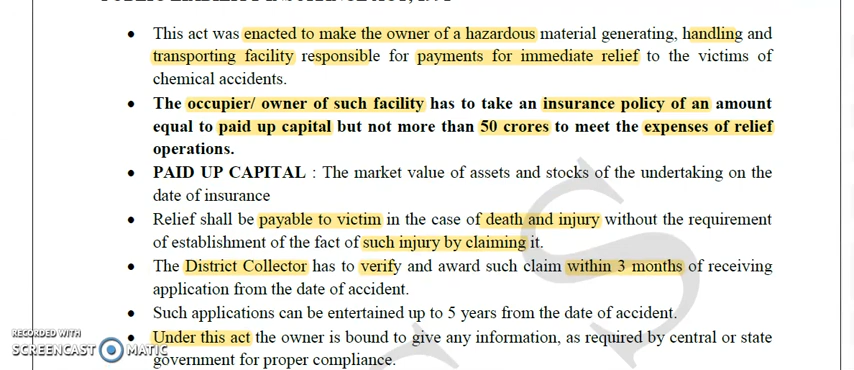 • This act was enacted to make the owner of a hazardous material generating, handling and
transporting facility responsible for payments for immediate relief to the victims of
chemical accidents.
• The occupier/ owner of such facility has to take an insurance policy of an amount
equal to paid up capital but not more than 50 crores to meet the expenses of relief
operations.
• PAID UP CAPITAL : The market value of assets and stocks of the undertaking on the
date of insurance
• Relief shall be payable to victim in the case of death and injury without the requirement
of establishment of the fact of such injury by claiming it.
• The District Collector has to verify and award such claim within 3 months of receiving
application from the date of accident.
• Such applications can be entertained up to 5 years from the date of accident.
• Under this act the owner is bound to give any information, as required by central or state
government for proper compliance.
RECORDED WITH
SCREENCAST MATIC